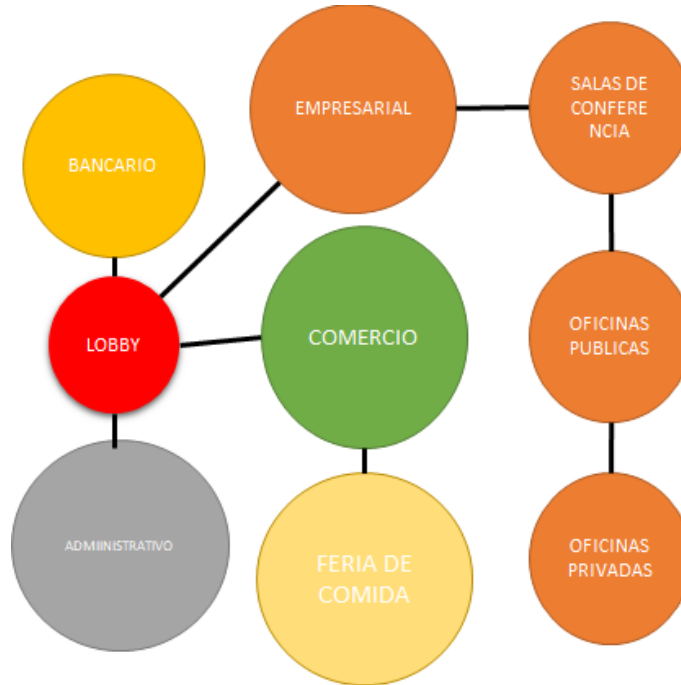 EMPRESARIAL
SALAS DE
CONFERE
NCIA
BANCARIO
LOBBY
COMERCIO
OFICINAS
PUBLICAS
ADMIINISTRATIVO
FERIA DE
COMIDA
OFICINAS
PRIVADAS